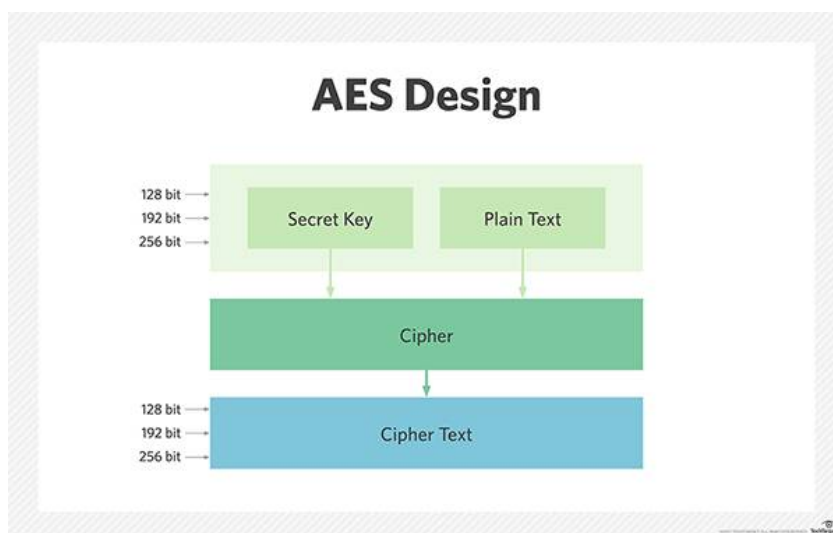 AES Design
128 bit
192 bit
256 bit
Secret Key
Plain Text
Cipher
128 bit
192 bit
256 bit
Cipher Text